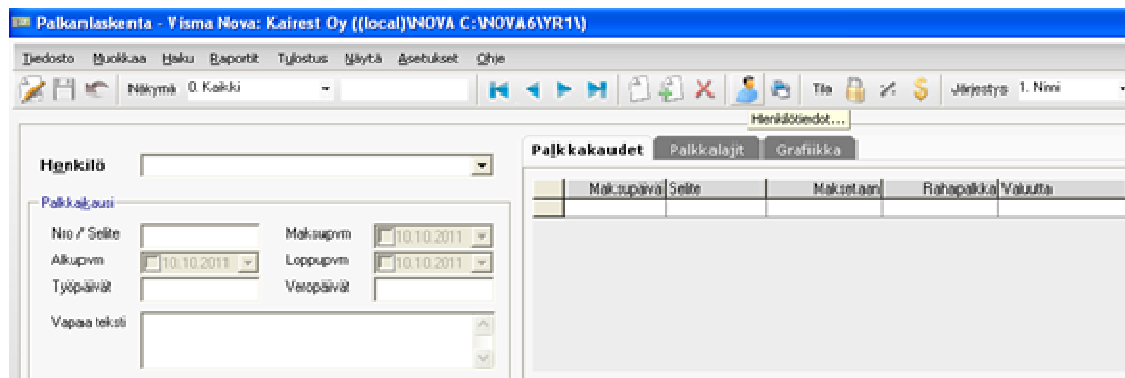 Palkanlaskenta - Visma Nova: Kairest Oy ((local)\NOVA C:\NOVA6\YR1\)
Tiedosto Muokkaa Haku Raportit Tulostus Näytä Asetukset Ohje
Näkymä 0. Kaikki Tila Järjestys 1. Nimi
Henkilötiedot...
Henkilö
Palkkakausi
Nro / Selite Maksupvm 10.10.2011
Alkupvm 10.10.2011 Loppupvm 10.10.2011
Työpäivät Veropäivät
Vapaa teksti
Palkkakaudet Palkkalajit Grafiikka
Maksupäivä Selite Maksetaan Rahapalkka Valuutta